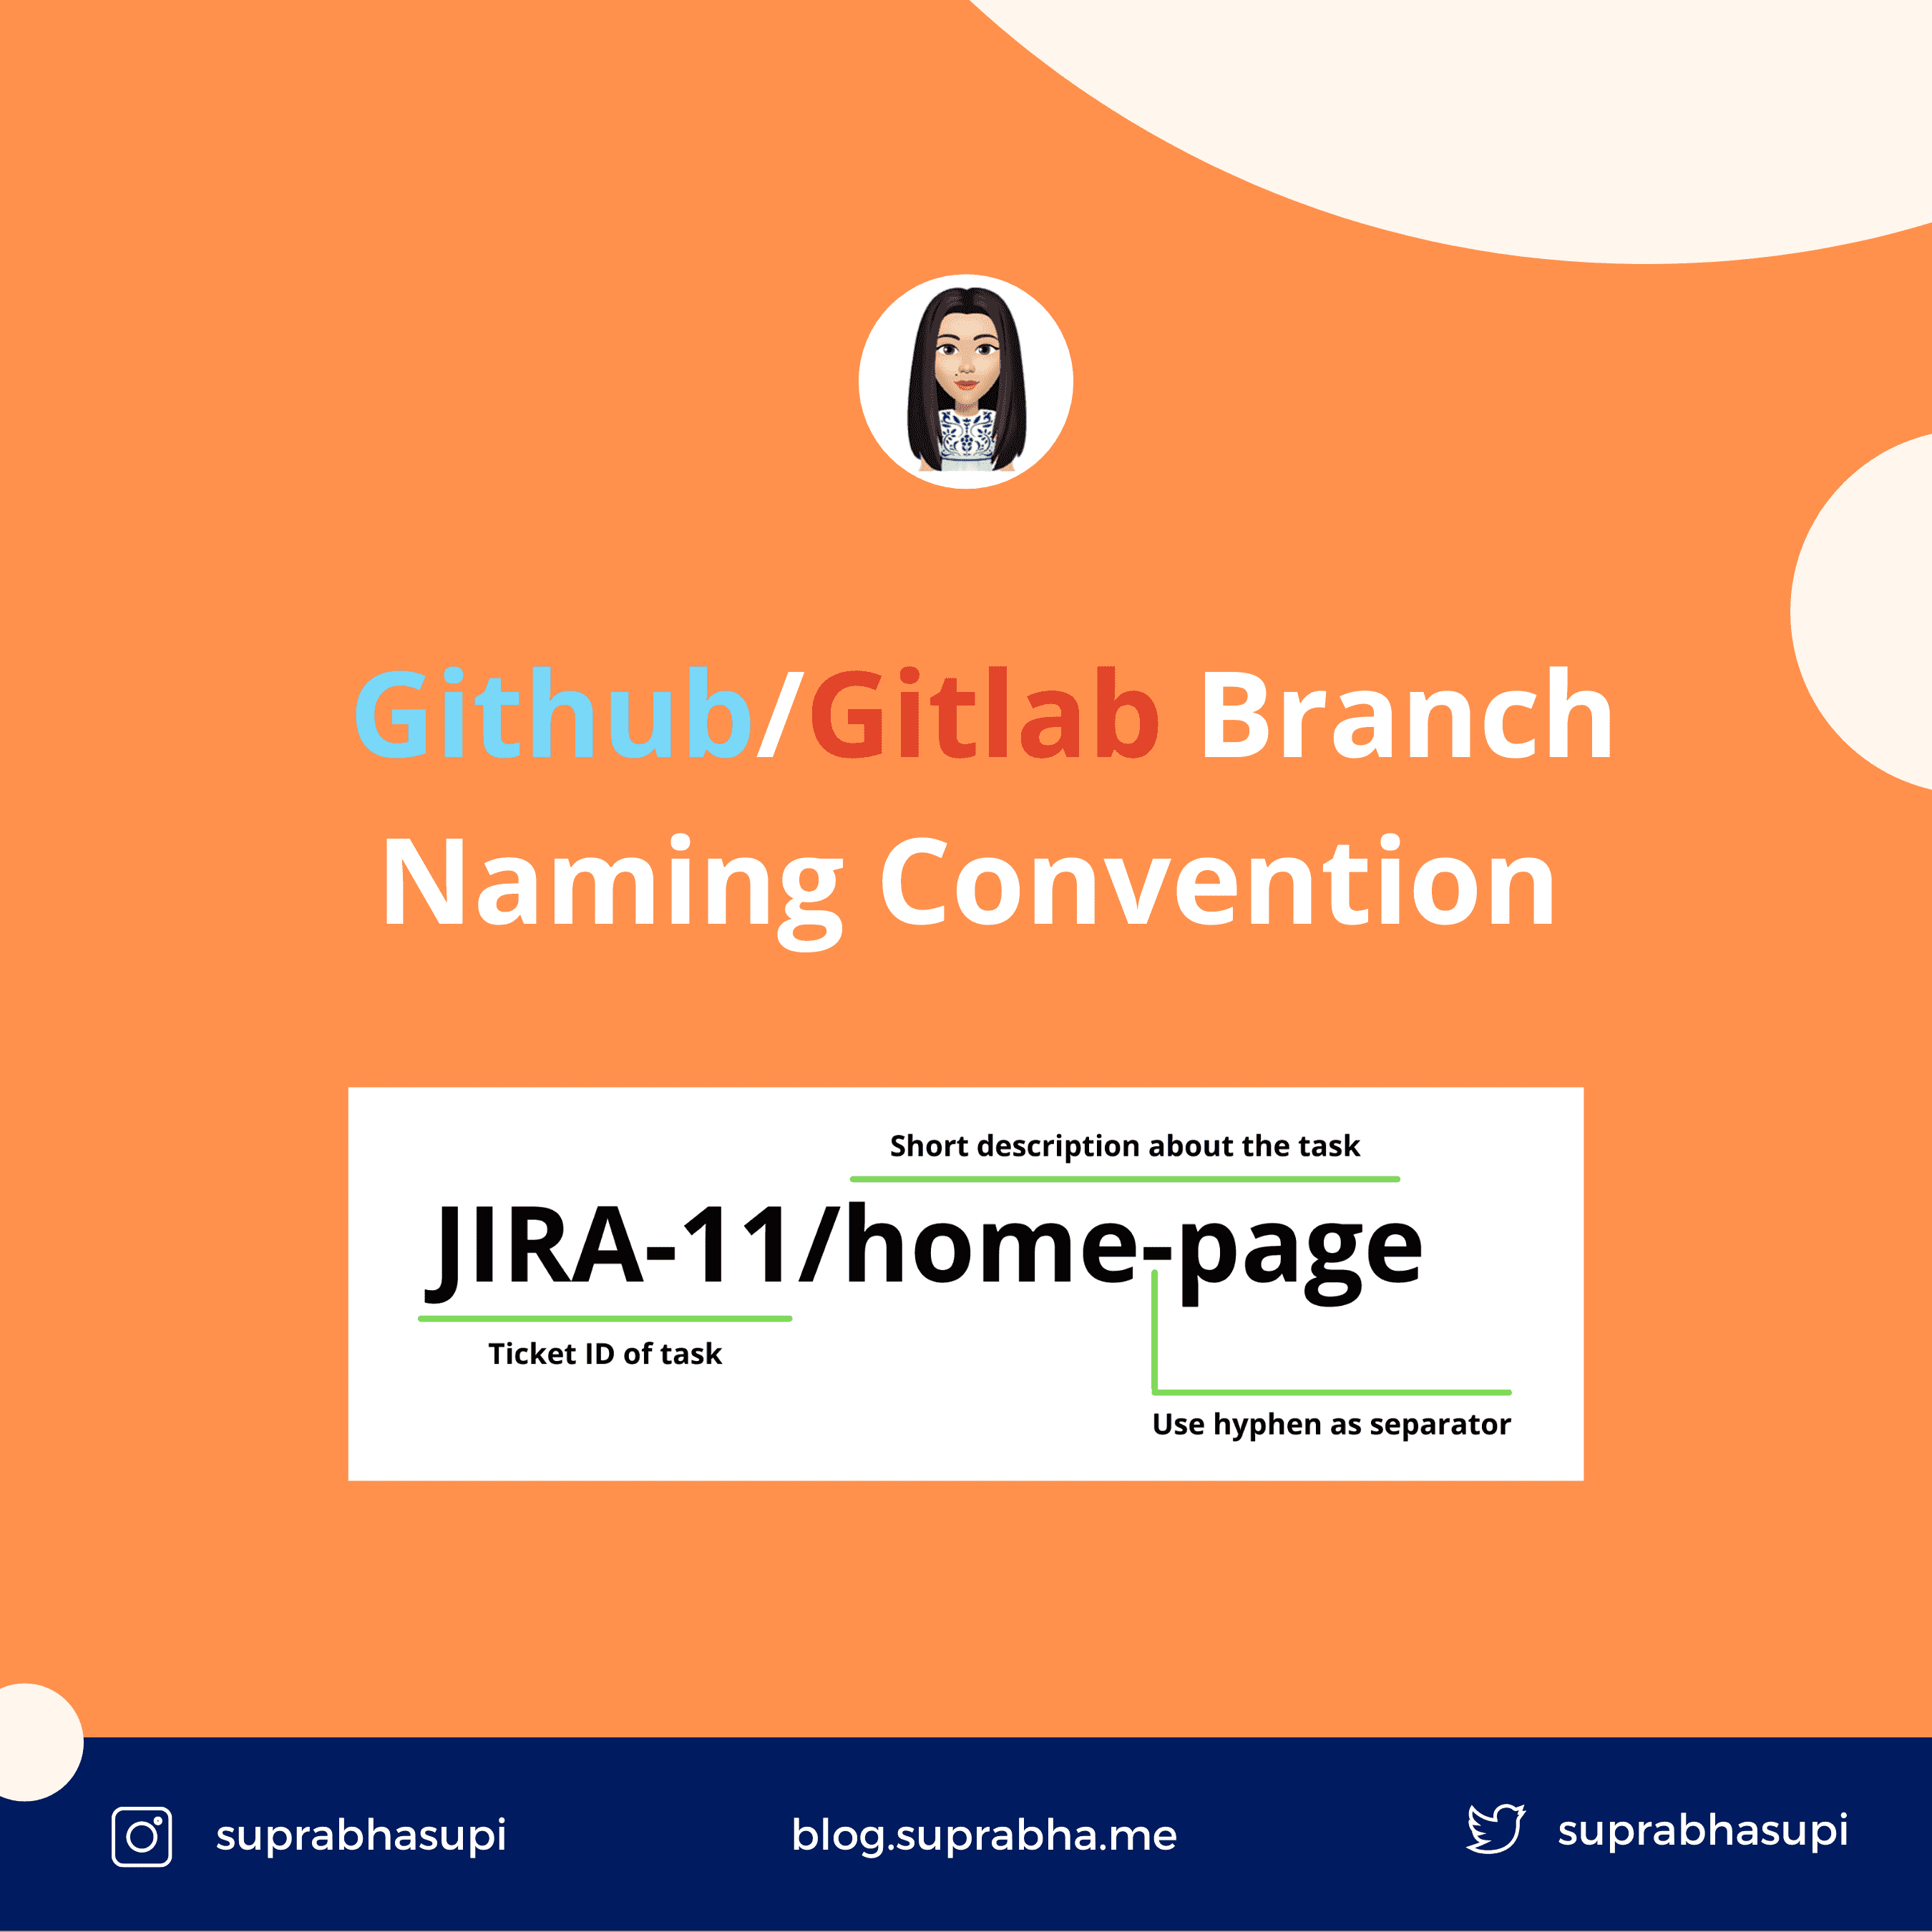 Github/Gitlab Branch
Naming Convention
Short description about the task
JIRA-11/home-page
Ticket ID of task
Use hyphen as separator
suprabhasupi
blog.suprabha.me
suprabhasupi